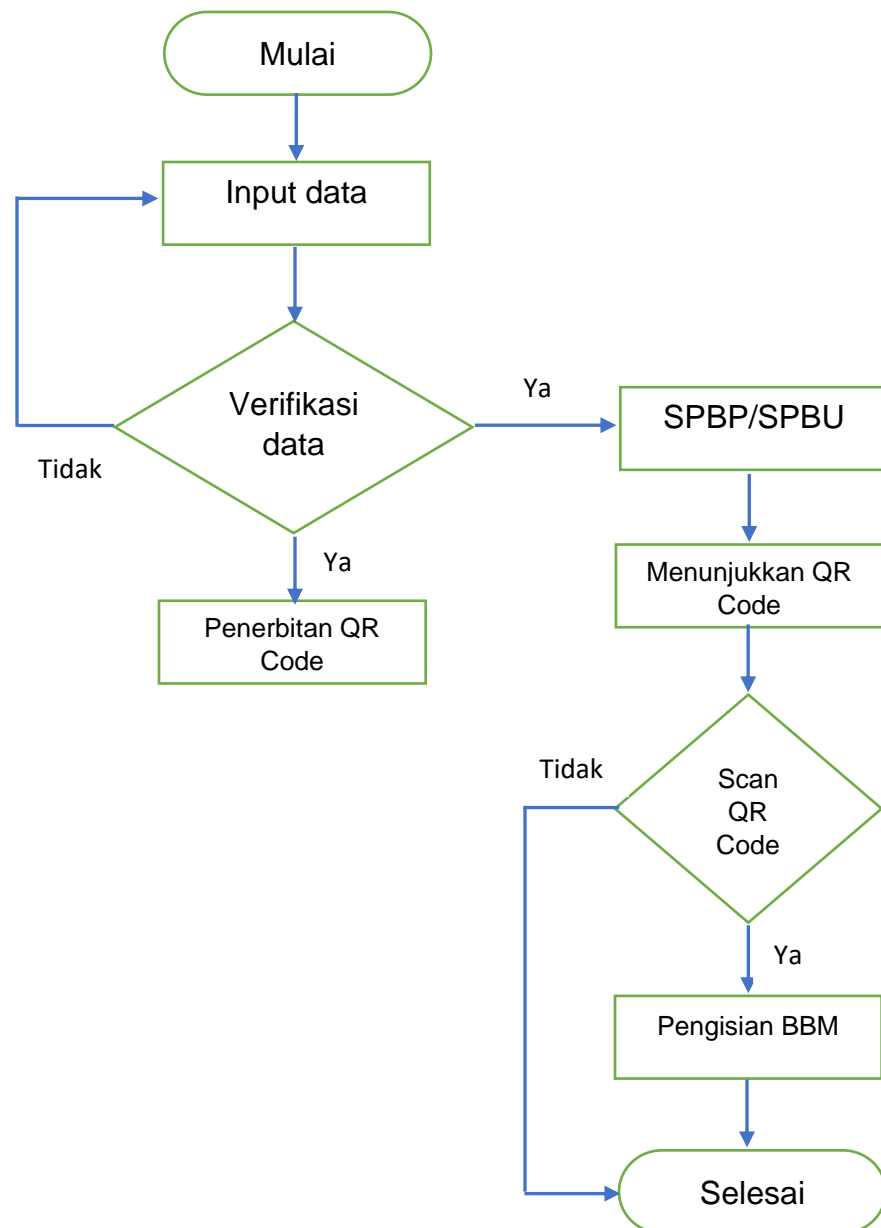 Mulai
Input data
Verifikasi
data
Ya
SPBP/SPBU
Tidak
Ya
Penerbitan QR
Code
Menunjukkan QR
Code
Tidak
Scan
QR
Code
Ya
Pengisian BBM
Selesai